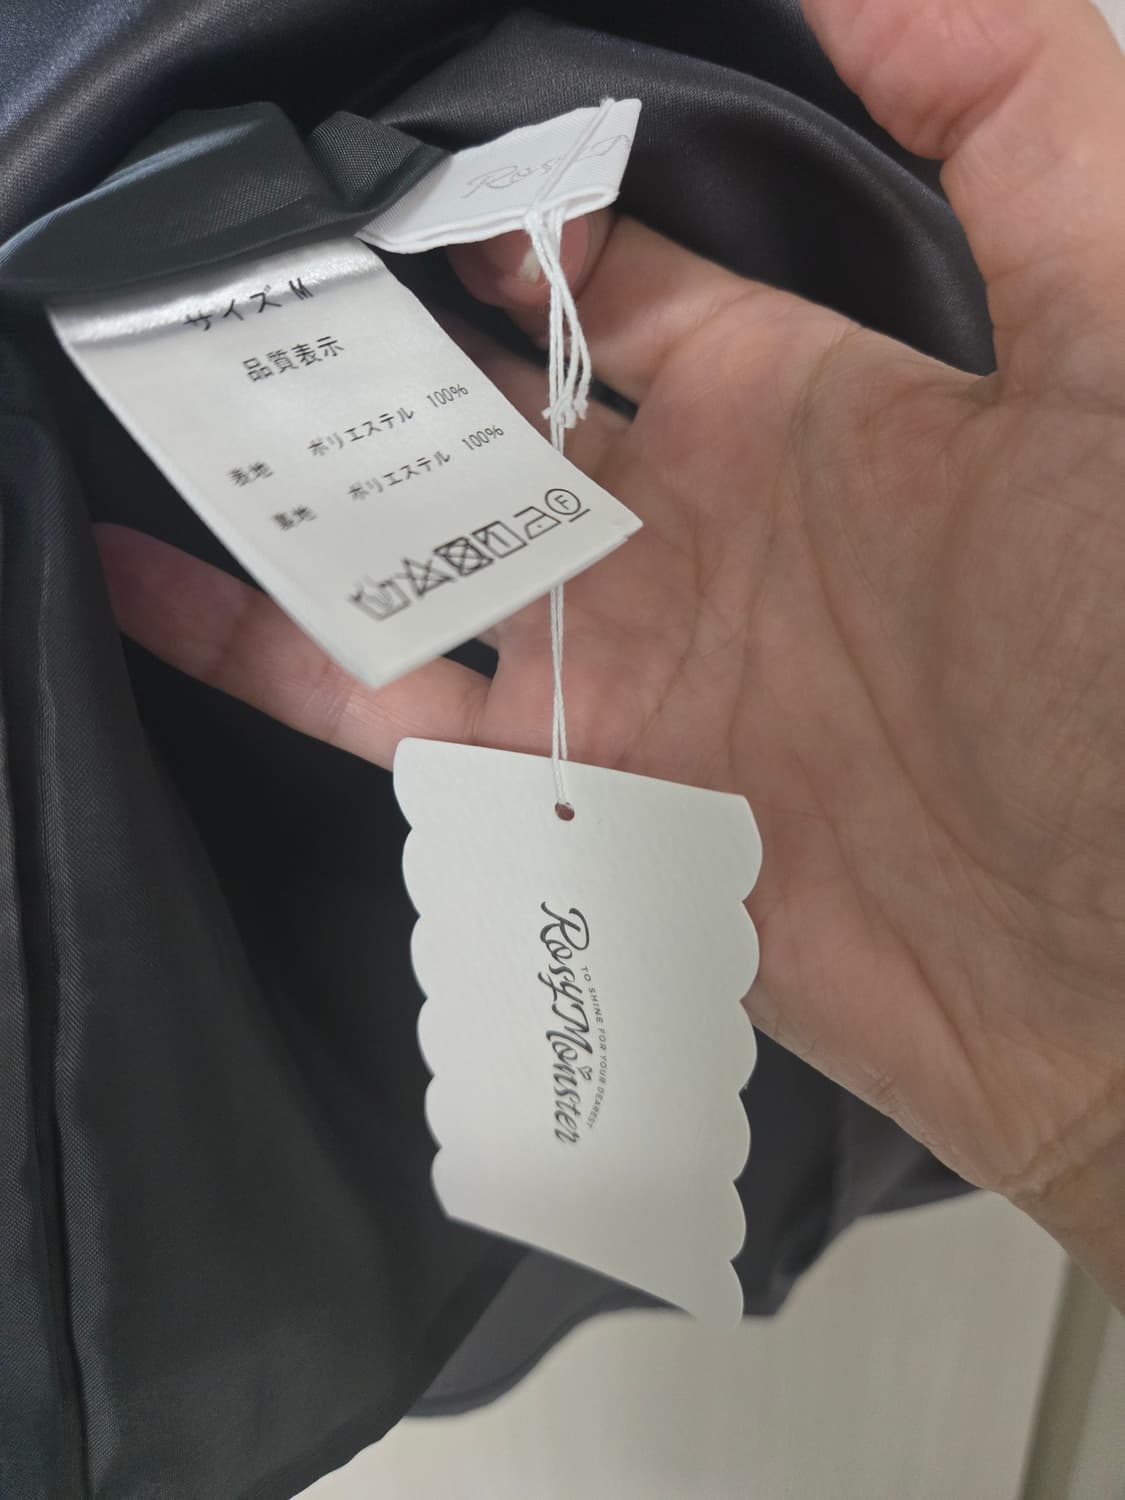 サイズ M
品質表示
表地 ポリエステル 100%
裏地 ポリエステル 100%
F
RosyMonster
TO SHINE FOR YOUR DEAREST